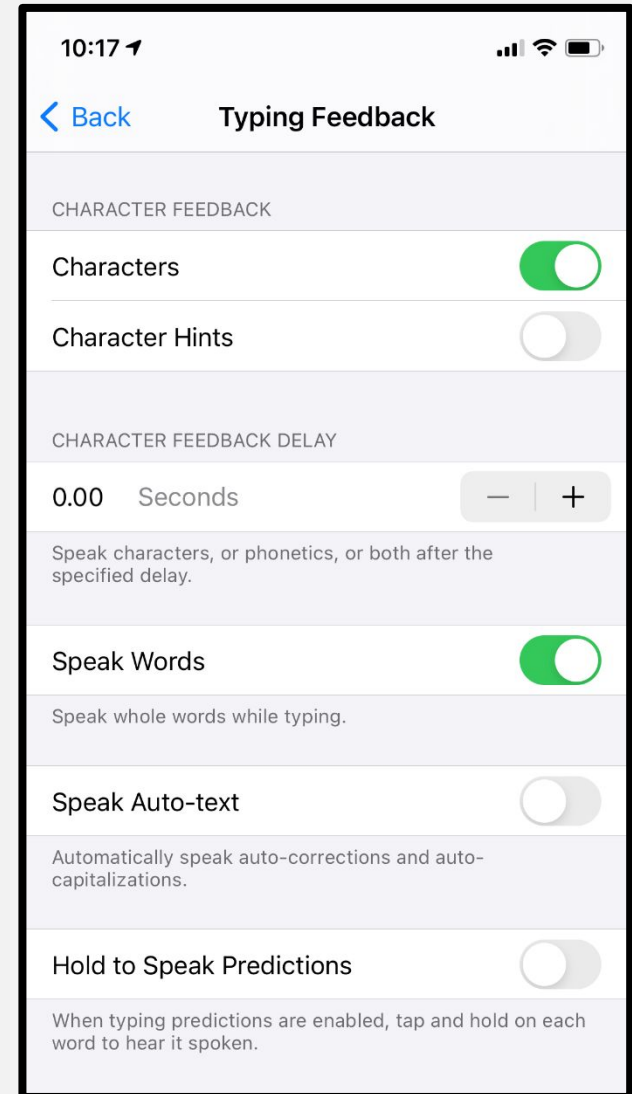 10:17
Back Typing Feedback
CHARACTER FEEDBACK
Characters
Character Hints
CHARACTER FEEDBACK DELAY
0.00 Seconds − +
Speak characters, or phonetics, or both after the
specified delay.
Speak Words
Speak whole words while typing.
Speak Auto-text
Automatically speak auto-corrections and auto-
capitalizations.
Hold to Speak Predictions
When typing predictions are enabled, tap and hold on each
word to hear it spoken.